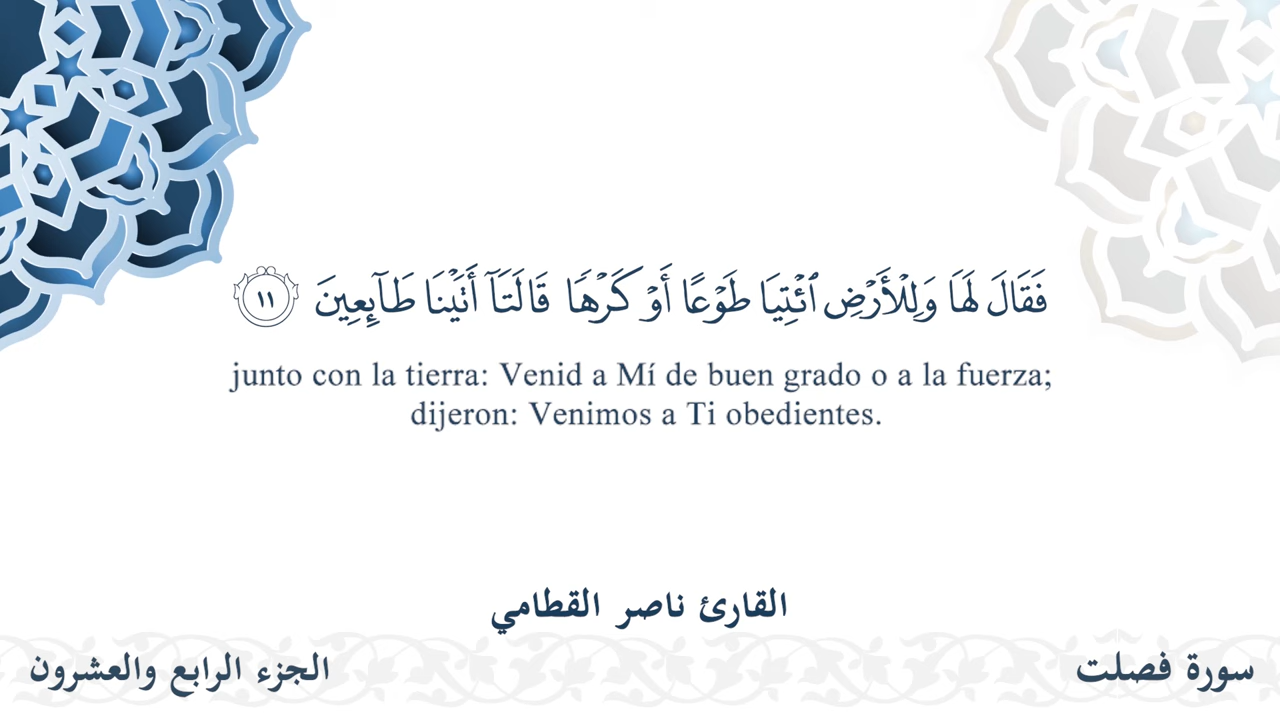 فَقَالَ لَهَا وَلِلْأَرْضِ ٱئْتِيَا طَوْعًا أَوْ كَرْهًا قَالَتَآ أَتَيْنَا طَآئِعِينَ ١١
junto con la tierra: Venid a Mí de buen grado o a la fuerza;
dijeron: Venimos a Ti obedientes.
القارئ ناصر القطامي
سورة فصلت
الجزء الرابع والعشرون